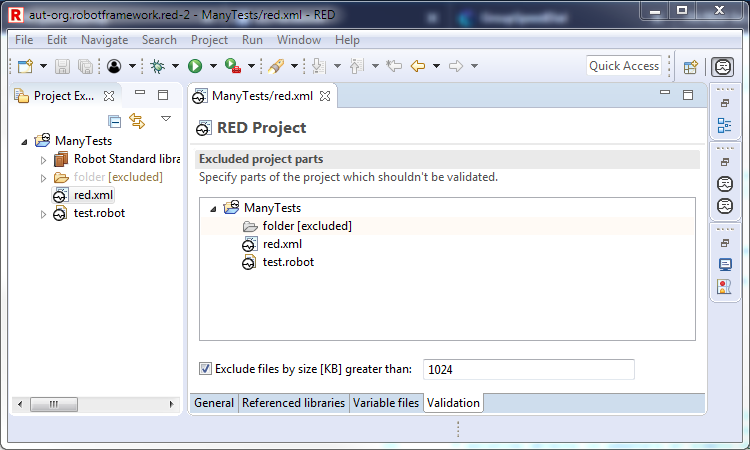 aut-org.robotframework.red-2 - ManyTests/red.xml - RED
File Edit Navigate Search Project Run Window Help
Quick Access
Project Ex...
ManyTests/red.xml
ManyTests
Robot Standard libra
folder [excluded]
red.xml
test.robot
RED Project
Excluded project parts
Specify parts of the project which shouldn't be validated.
ManyTests
folder [excluded]
red.xml
test.robot
Exclude files by size [KB] greater than: 1024
General Referenced libraries Variable files Validation